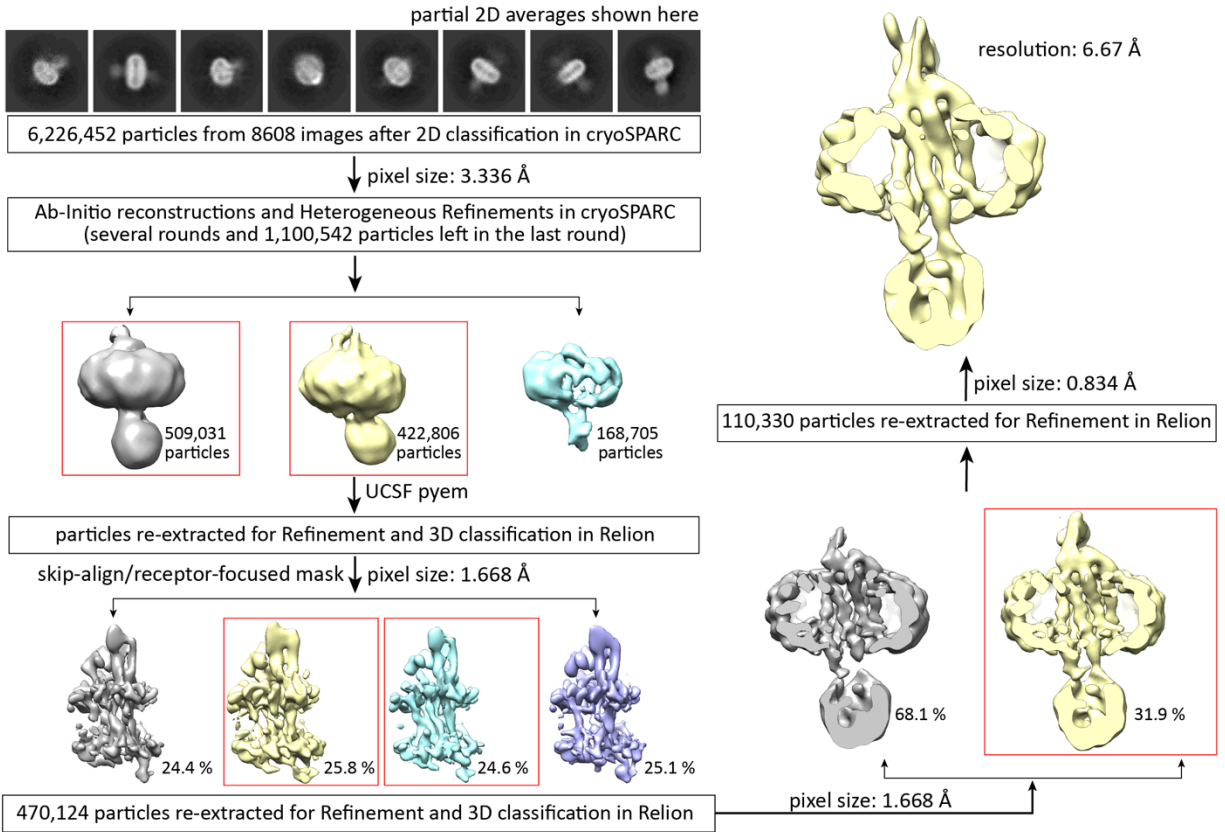 partial 2D averages shown here
6,226,452 particles from 8608 images after 2D classification in cryoSPARC
pixel size: 3.336 Å
Ab-Initio reconstructions and Heterogeneous Refinements in cryoSPARC
(several rounds and 1,100,542 particles left in the last round)
509,031
particles
422,806
particles
168,705
particles
UCSF pyem
particles re-extracted for Refinement and 3D classification in Relion
skip-align/receptor-focused mask
pixel size: 1.668 Å
24.4 %
25.8 %
24.6 %
25.1 %
470,124 particles re-extracted for Refinement and 3D classification in Relion
pixel size: 1.668 Å
68.1 %
31.9 %
110,330 particles re-extracted for Refinement in Relion
pixel size: 0.834 Å
resolution: 6.67 Å